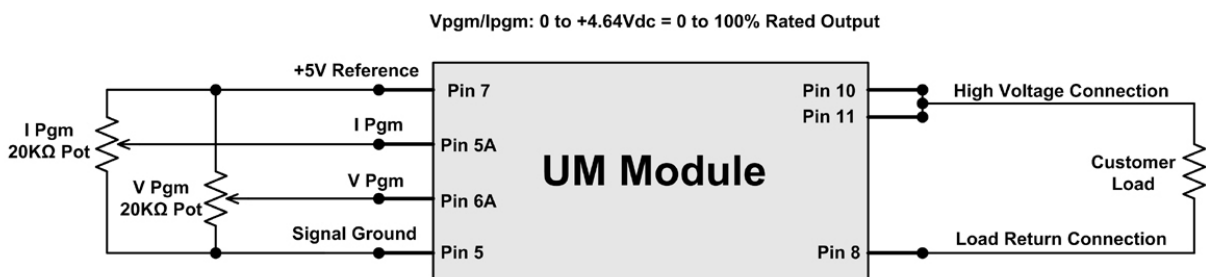 Vpgm/Ipgm: 0 to +4.64Vdc = 0 to 100% Rated Output
+5V Reference
Pin 7
Pin 10
High Voltage Connection
I Pgm
20KΩ Pot
I Pgm
Pin 5A
Pin 11
UM Module
Customer
Load
V Pgm
20KΩ Pot
V Pgm
Pin 6A
Signal Ground
Pin 5
Pin 8
Load Return Connection